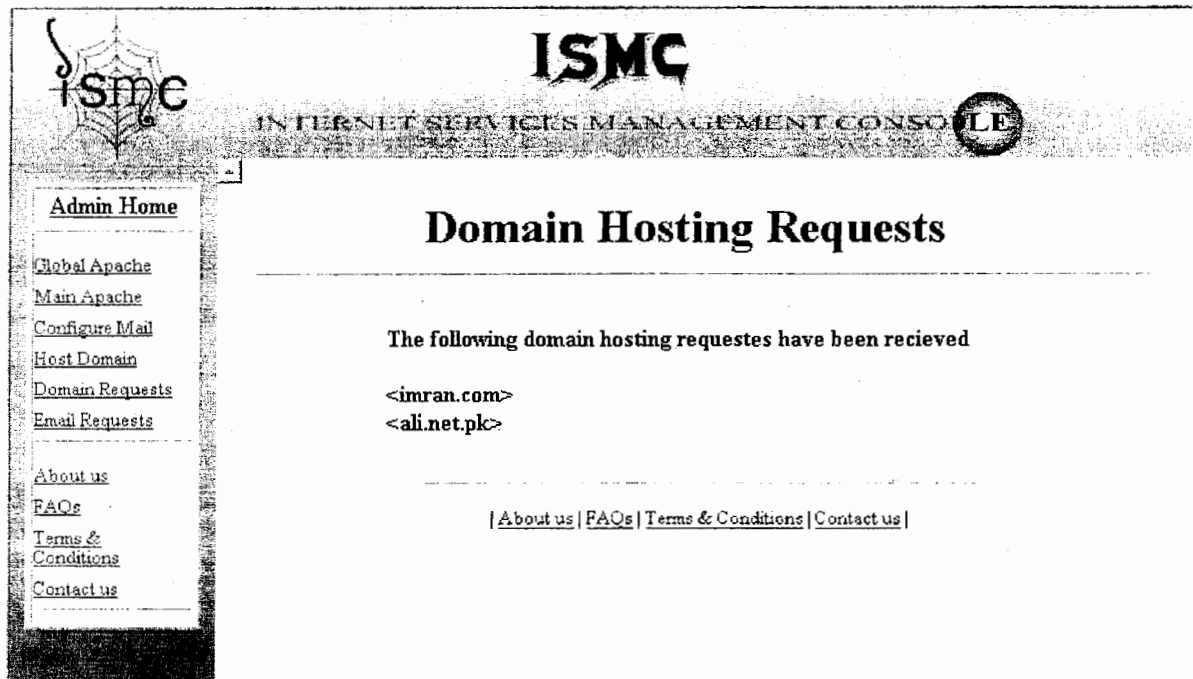 ismc
ISMC
INTERNET SERVICES MANAGEMENT CONSOLE
Admin Home
Global Apache
Main Apache
Configure Mail
Host Domain
Domain Requests
Email Requests
About us
FAQs
Terms &
Conditions
Contact us
Domain Hosting Requests
The following domain hosting requestes have been recieved
<imran.com>
<ali.net.pk>
| About us | FAQs | Terms & Conditions | Contact us |